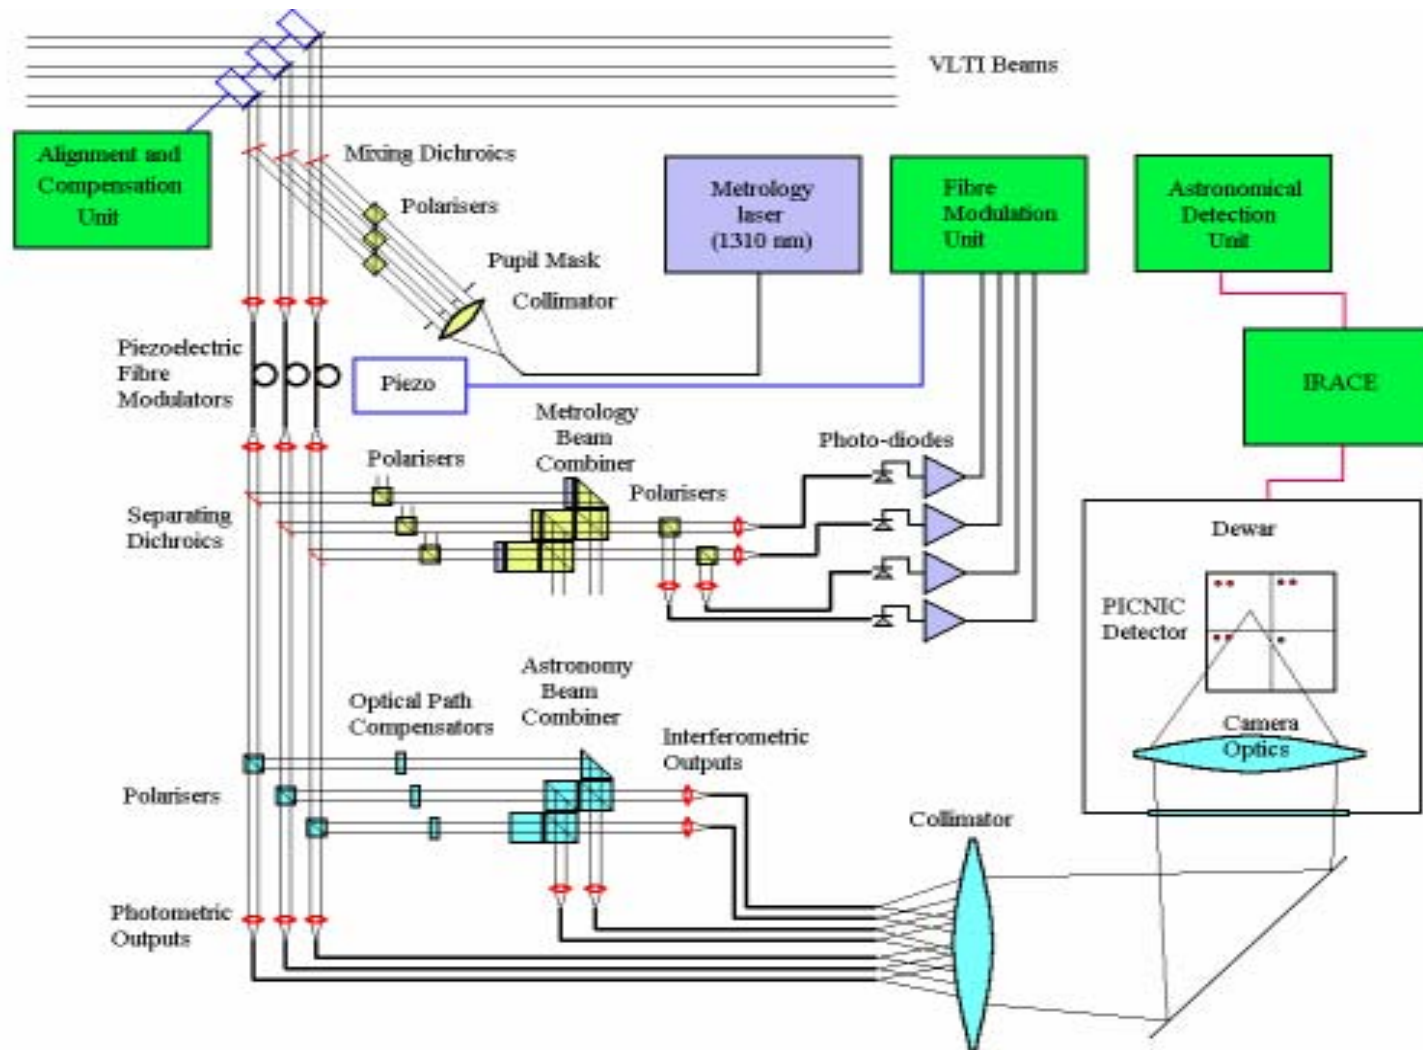 VLTI Beams
Alignment and
Compensation
Unit
Mixing Dichroics
Polarisers
Pupil Mask
Collimator
Metrology
laser
(1310 nm)
Fibre
Modulation
Unit
Astronomical
Detection
Unit
IRACE
Piezoelectric
Fibre
Modulators
Piezo
Metrology
Beam
Combiner
Polarisers
Polarisers
Photo-diodes
Separating
Dichroics
Dewar
PICNIC
Detector
Camera
Optics
Astronomy
Beam
Combiner
Optical Path
Compensators
Interferometric
Outputs
Polarisers
Collimator
Photometric
Outputs